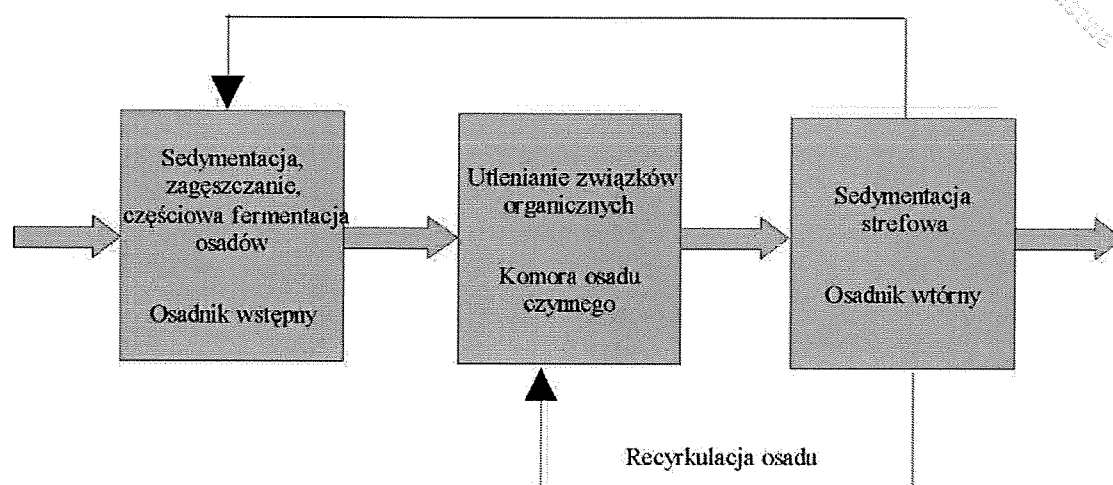 Sedymentacja,
zagęszczanie,
częściowa fermentacja
osadów
Osadnik wstępny
Utlenianie związków
organicznych
Komora osadu
czynnego
Sedymentacja
strefowa
Osadnik wtórny
Recyrkulacja osadu